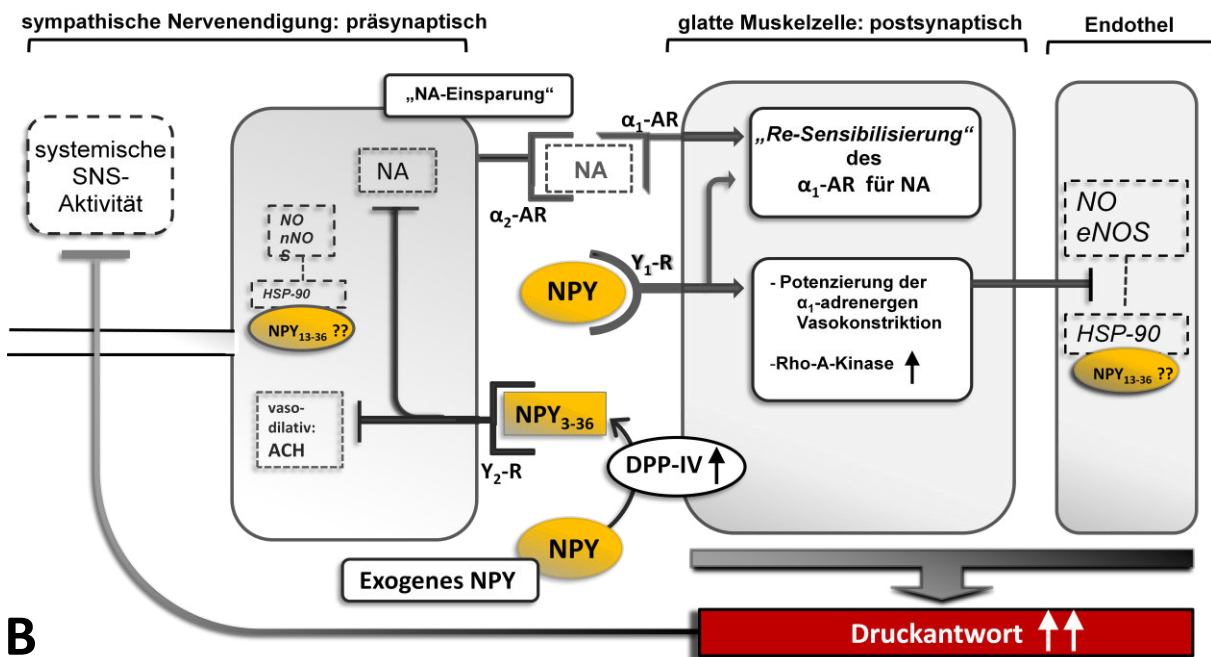 sympathische Nervenendigung: präsynaptisch
glatte Muskelzelle: postsynaptisch
Endothel
systemische
SNS-
Aktivität
„NA-Einsparung“
NA
NO
nNO
S
HSP-90
NPY13-36 ??
vaso-
dilativ:
ACH
α1-AR
NA
α2-AR
NPY
Y1-R
NPY3-36
Y2-R
DPP-IV
NPY
Exogenes NPY
„Re-Sensibilisierung“
des
α1-AR für NA
- Potenzierung der
α1-adrenergen
Vasokonstriktion
-Rho-A-Kinase
NO
eNOS
HSP-90
NPY13-36 ??
Druckantwort
B